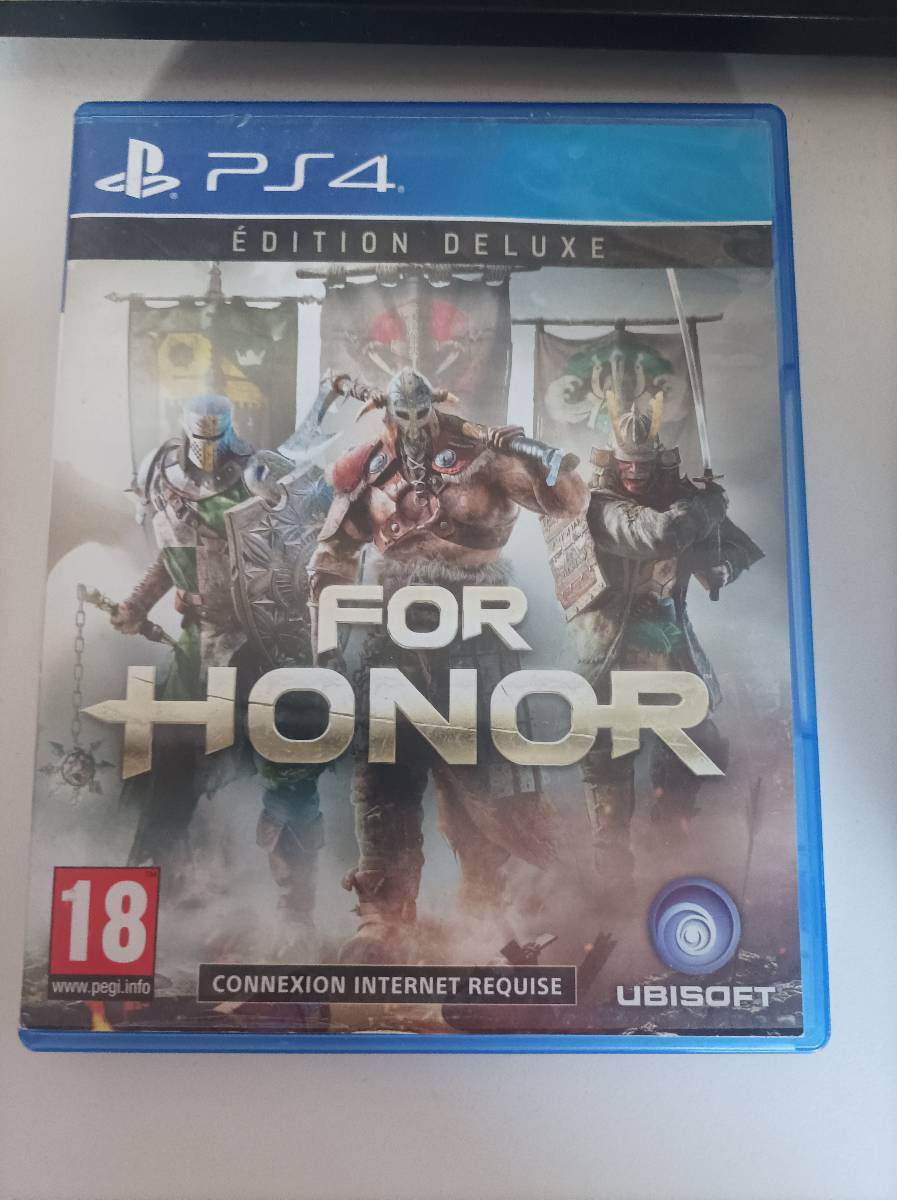 PS4
ÉDITION DELUXE
FOR
HONOR
18
www.pegi.info
CONNEXION INTERNET REQUISE
UBISOFT